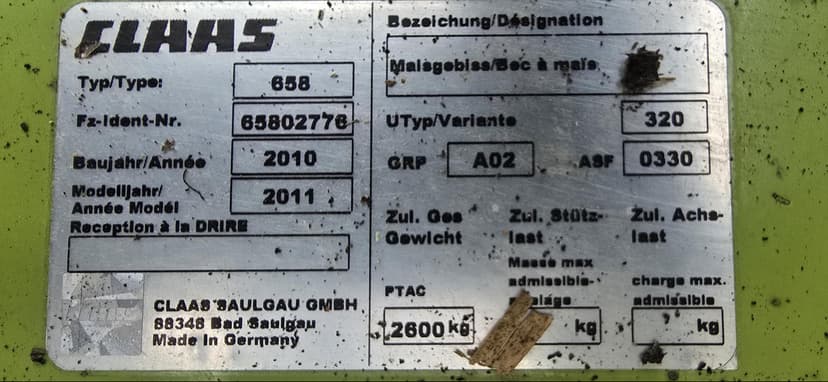 CLAAS
Typ/Type: 658
Fz-Ident-Nr. 65802776
Baujahr/Année 2010
Modelljahr/
Année Modél 2011
Reception à la DRIRE
CLAAS SAULGAU GMBH
88348 Bad Saulgau
Made in Germany
Bezeichung/Désignation
Maisgebiss/Bec à maïs
UTyp/Variante 320
GRP A02 ASF 0330
Zul. Ges Zul. Stütz- Zul. Achs-
Gewicht last last
Masse max
admissible- charge max.
PTAC admissible
2600 kg kg kg